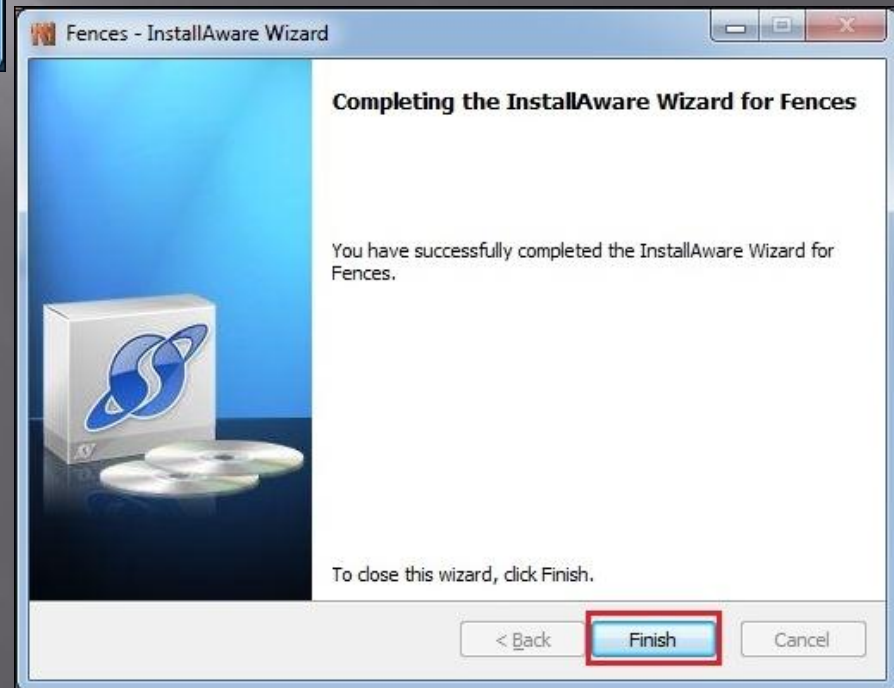 Fences - InstallAware Wizard
Completing the InstallAware Wizard for Fences
You have successfully completed the InstallAware Wizard for
Fences.
To close this wizard, click Finish.
< Back
Finish
Cancel